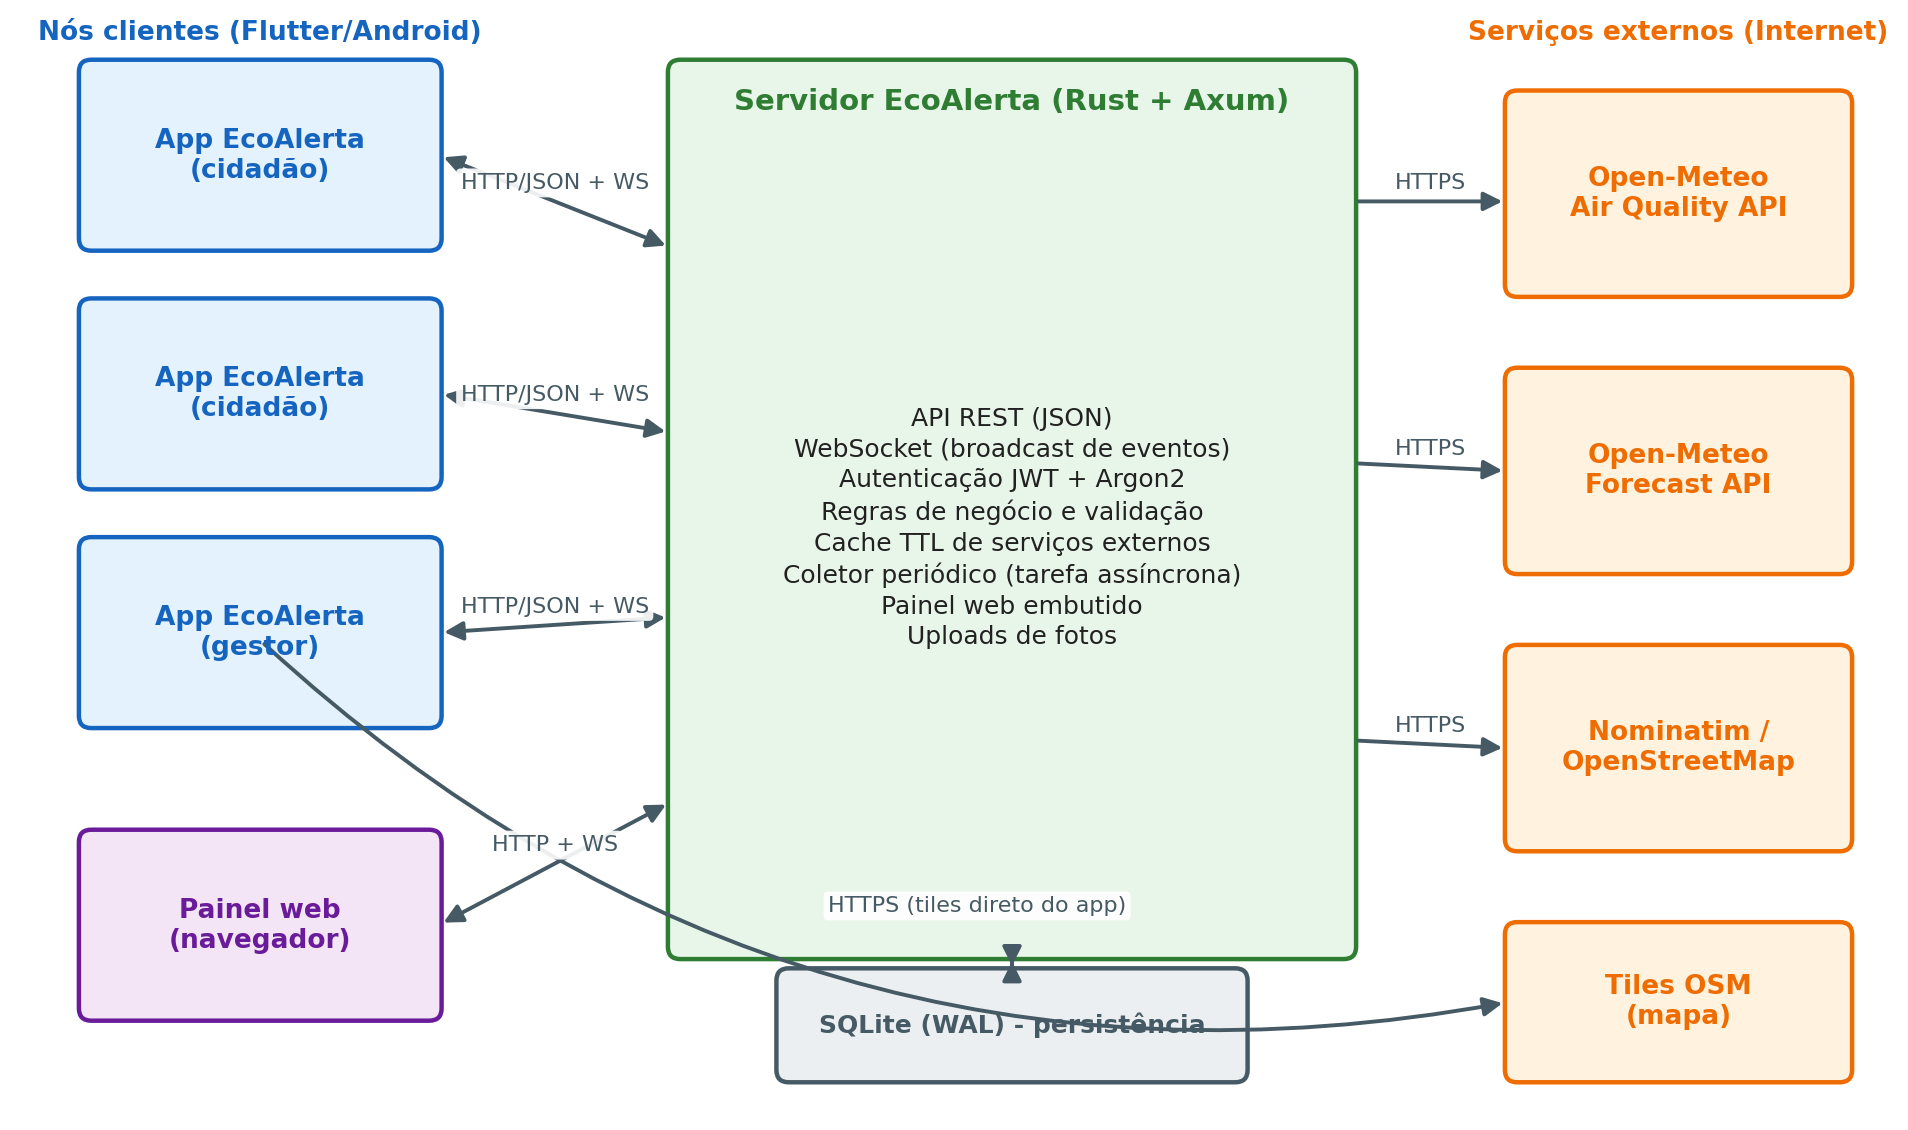 Nós clientes (Flutter/Android)
Serviços externos (Internet)
Servidor EcoAlerta (Rust + Axum)
App EcoAlerta
(cidadão)
HTTP/JSON + WS
App EcoAlerta
(cidadão)
HTTP/JSON + WS
App EcoAlerta
(gestor)
HTTP/JSON + WS
Painel web
(navegador)
HTTP + WS
API REST (JSON)
WebSocket (broadcast de eventos)
Autenticação JWT + Argon2
Regras de negócio e validação
Cache TTL de serviços externos
Coletor periódico (tarefa assíncrona)
Painel web embutido
Uploads de fotos
HTTPS (tiles direto do app)
SQLite (WAL) - persistência
HTTPS
Open-Meteo
Air Quality API
HTTPS
Open-Meteo
Forecast API
HTTPS
Nominatim /
OpenStreetMap
Tiles OSM
(mapa)